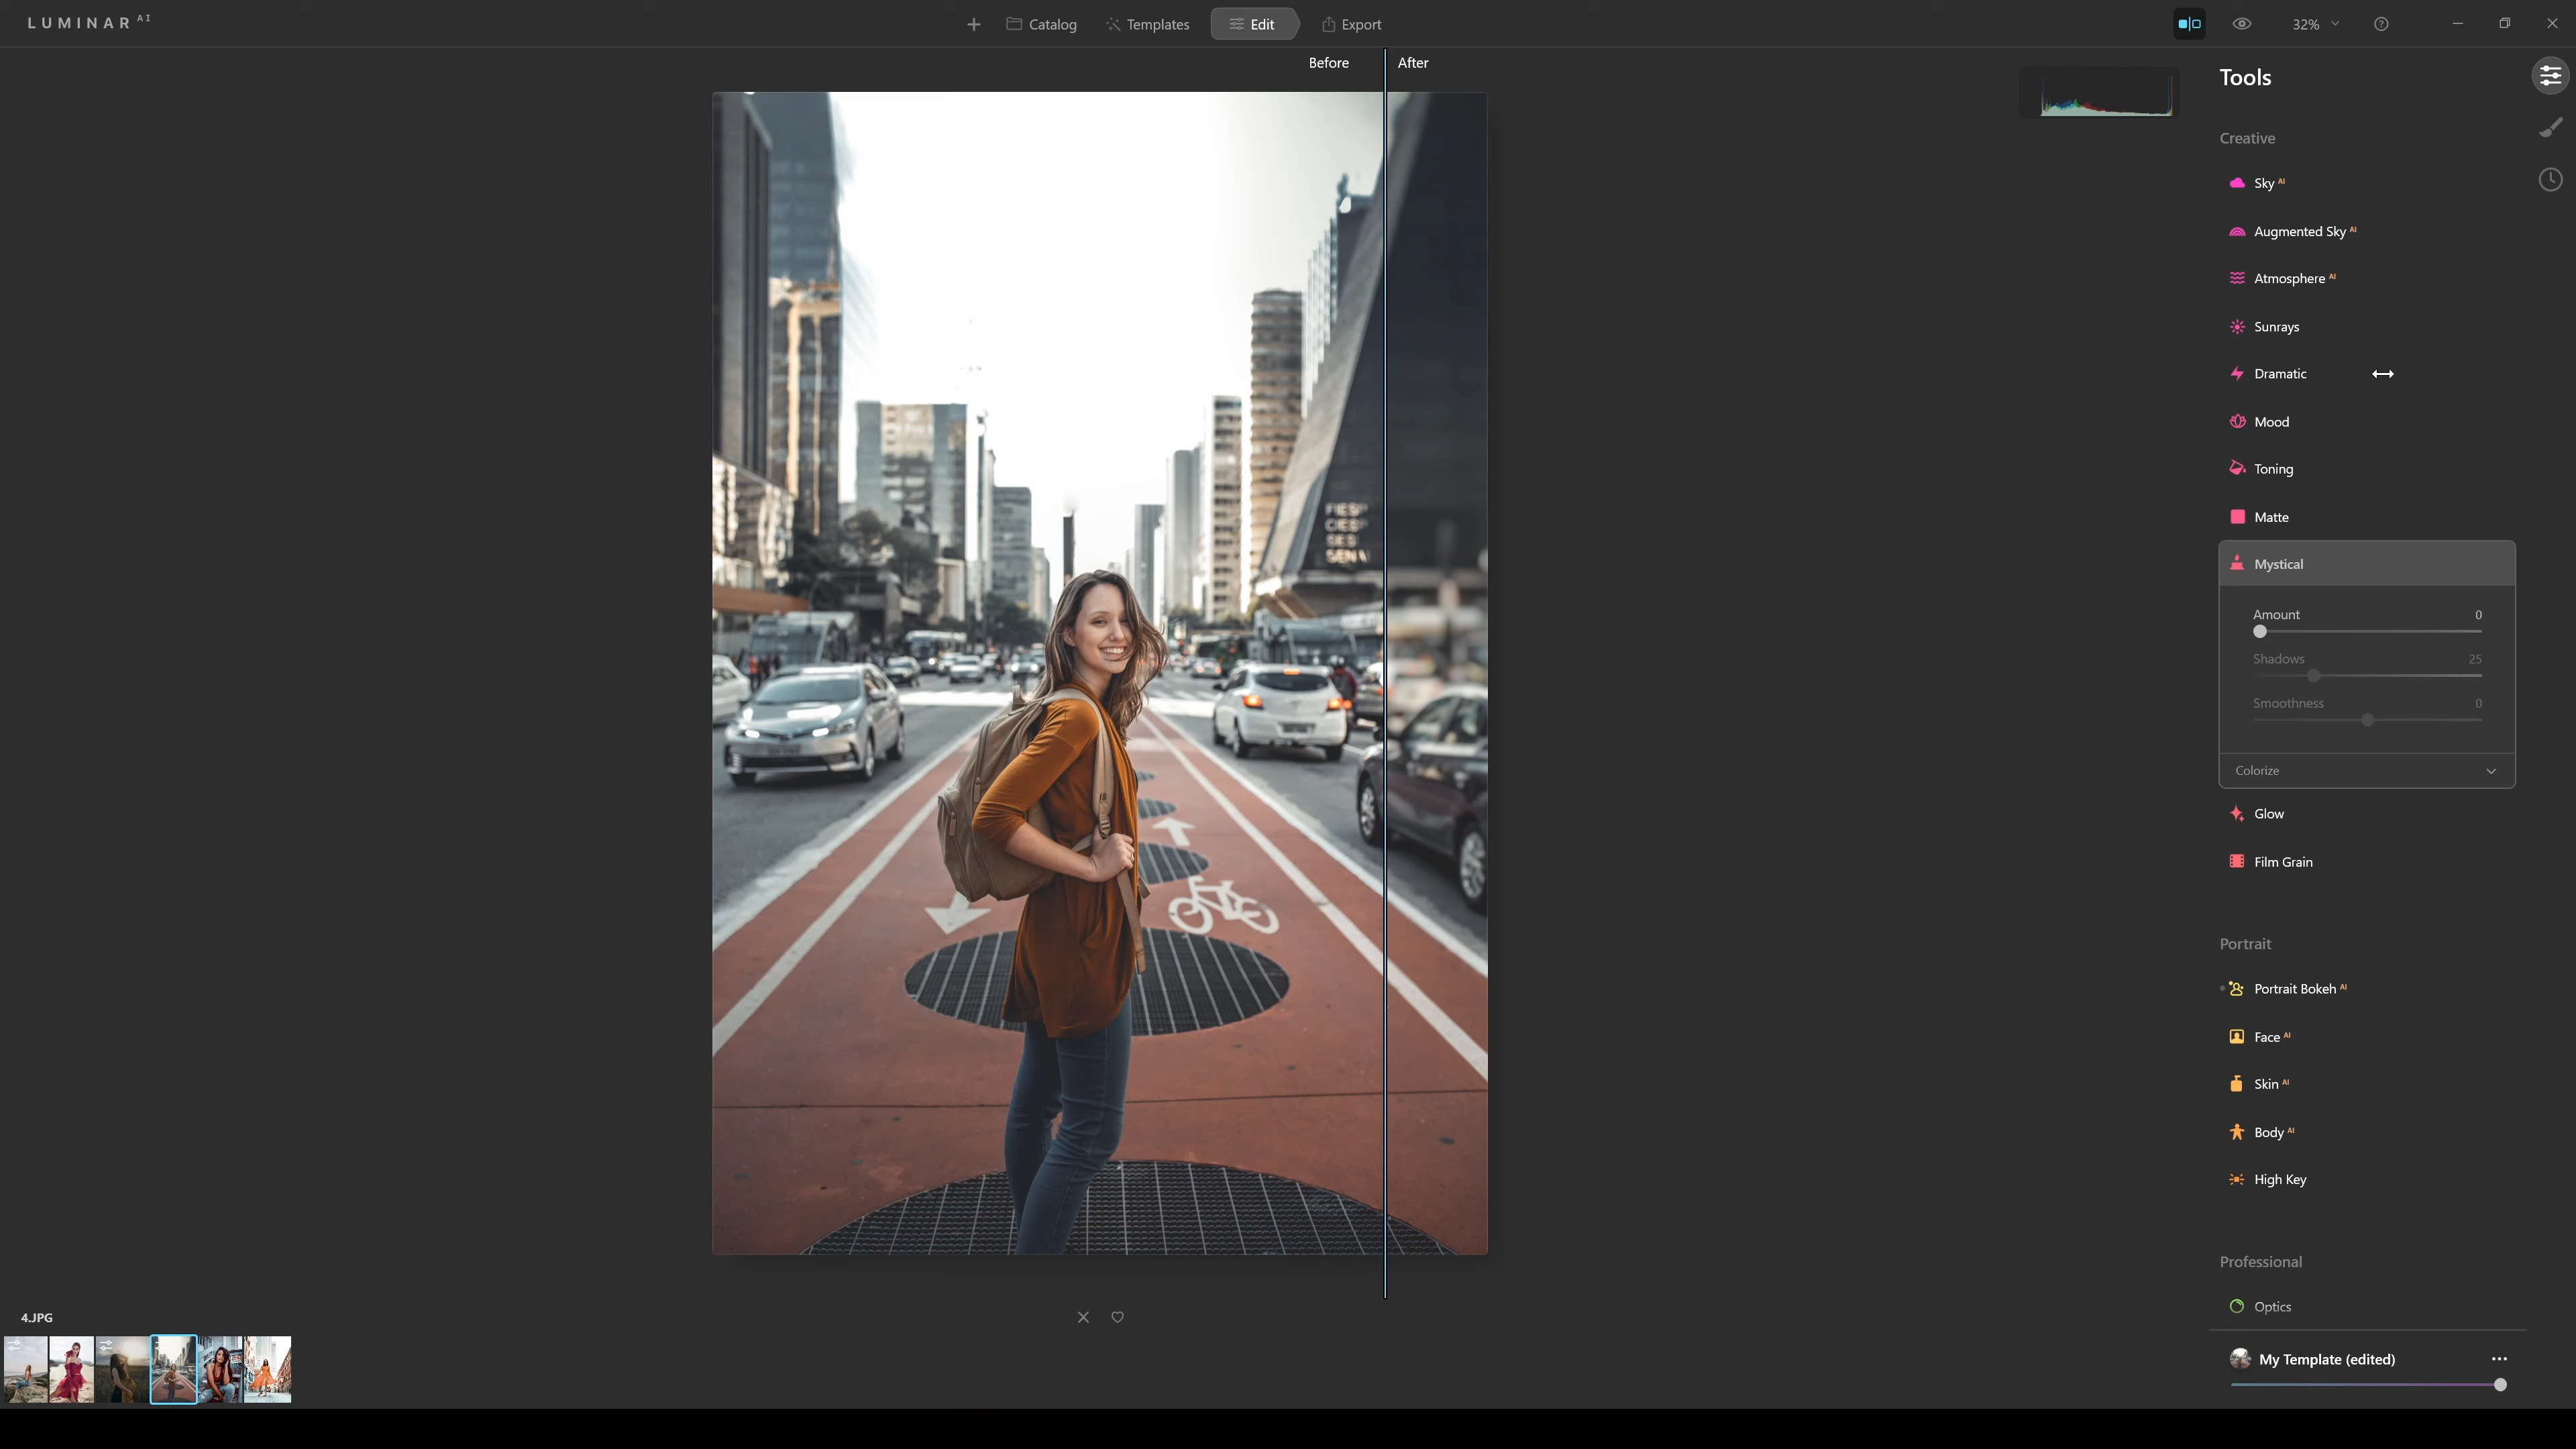 LUMINAR AI
Catalog
Templates
Edit
Export
32%
Before
After
Tools
Creative
Sky AI
Augmented Sky AI
Atmosphere AI
Sunrays
Dramatic
Mood
Toning
Matte
Mystical
Amount 0
Shadows 25
Smoothness 0
Colorize
Glow
Film Grain
Portrait
Portrait Bokeh AI
Face AI
Skin AI
Body AI
High Key
Professional
Optics
My Template (edited)
4.JPG